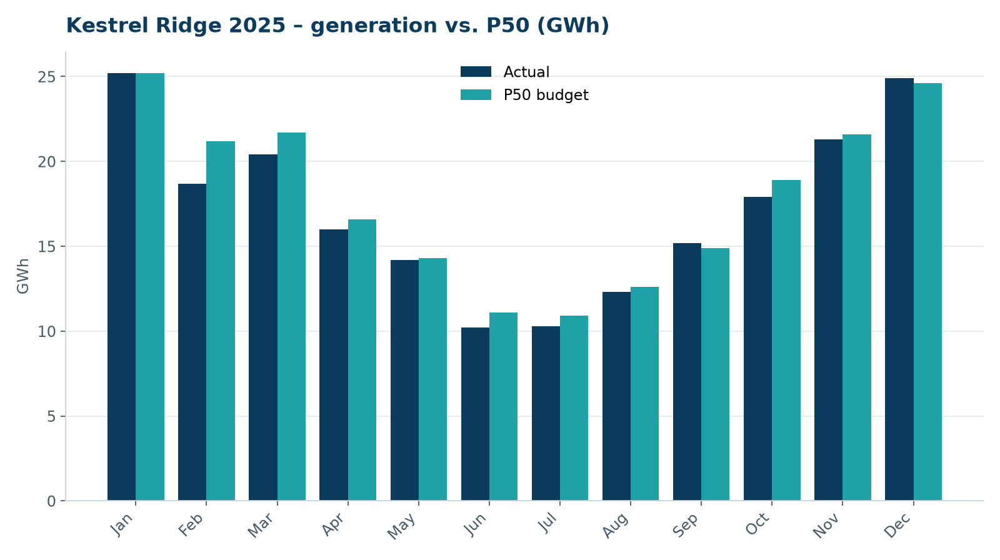 Kestrel Ridge 2025 – generation vs. P50 (GWh)
Actual
P50 budget
GWh
25
20
15
10
5
0
Jan
Feb
Mar
Apr
May
Jun
Jul
Aug
Sep
Oct
Nov
Dec